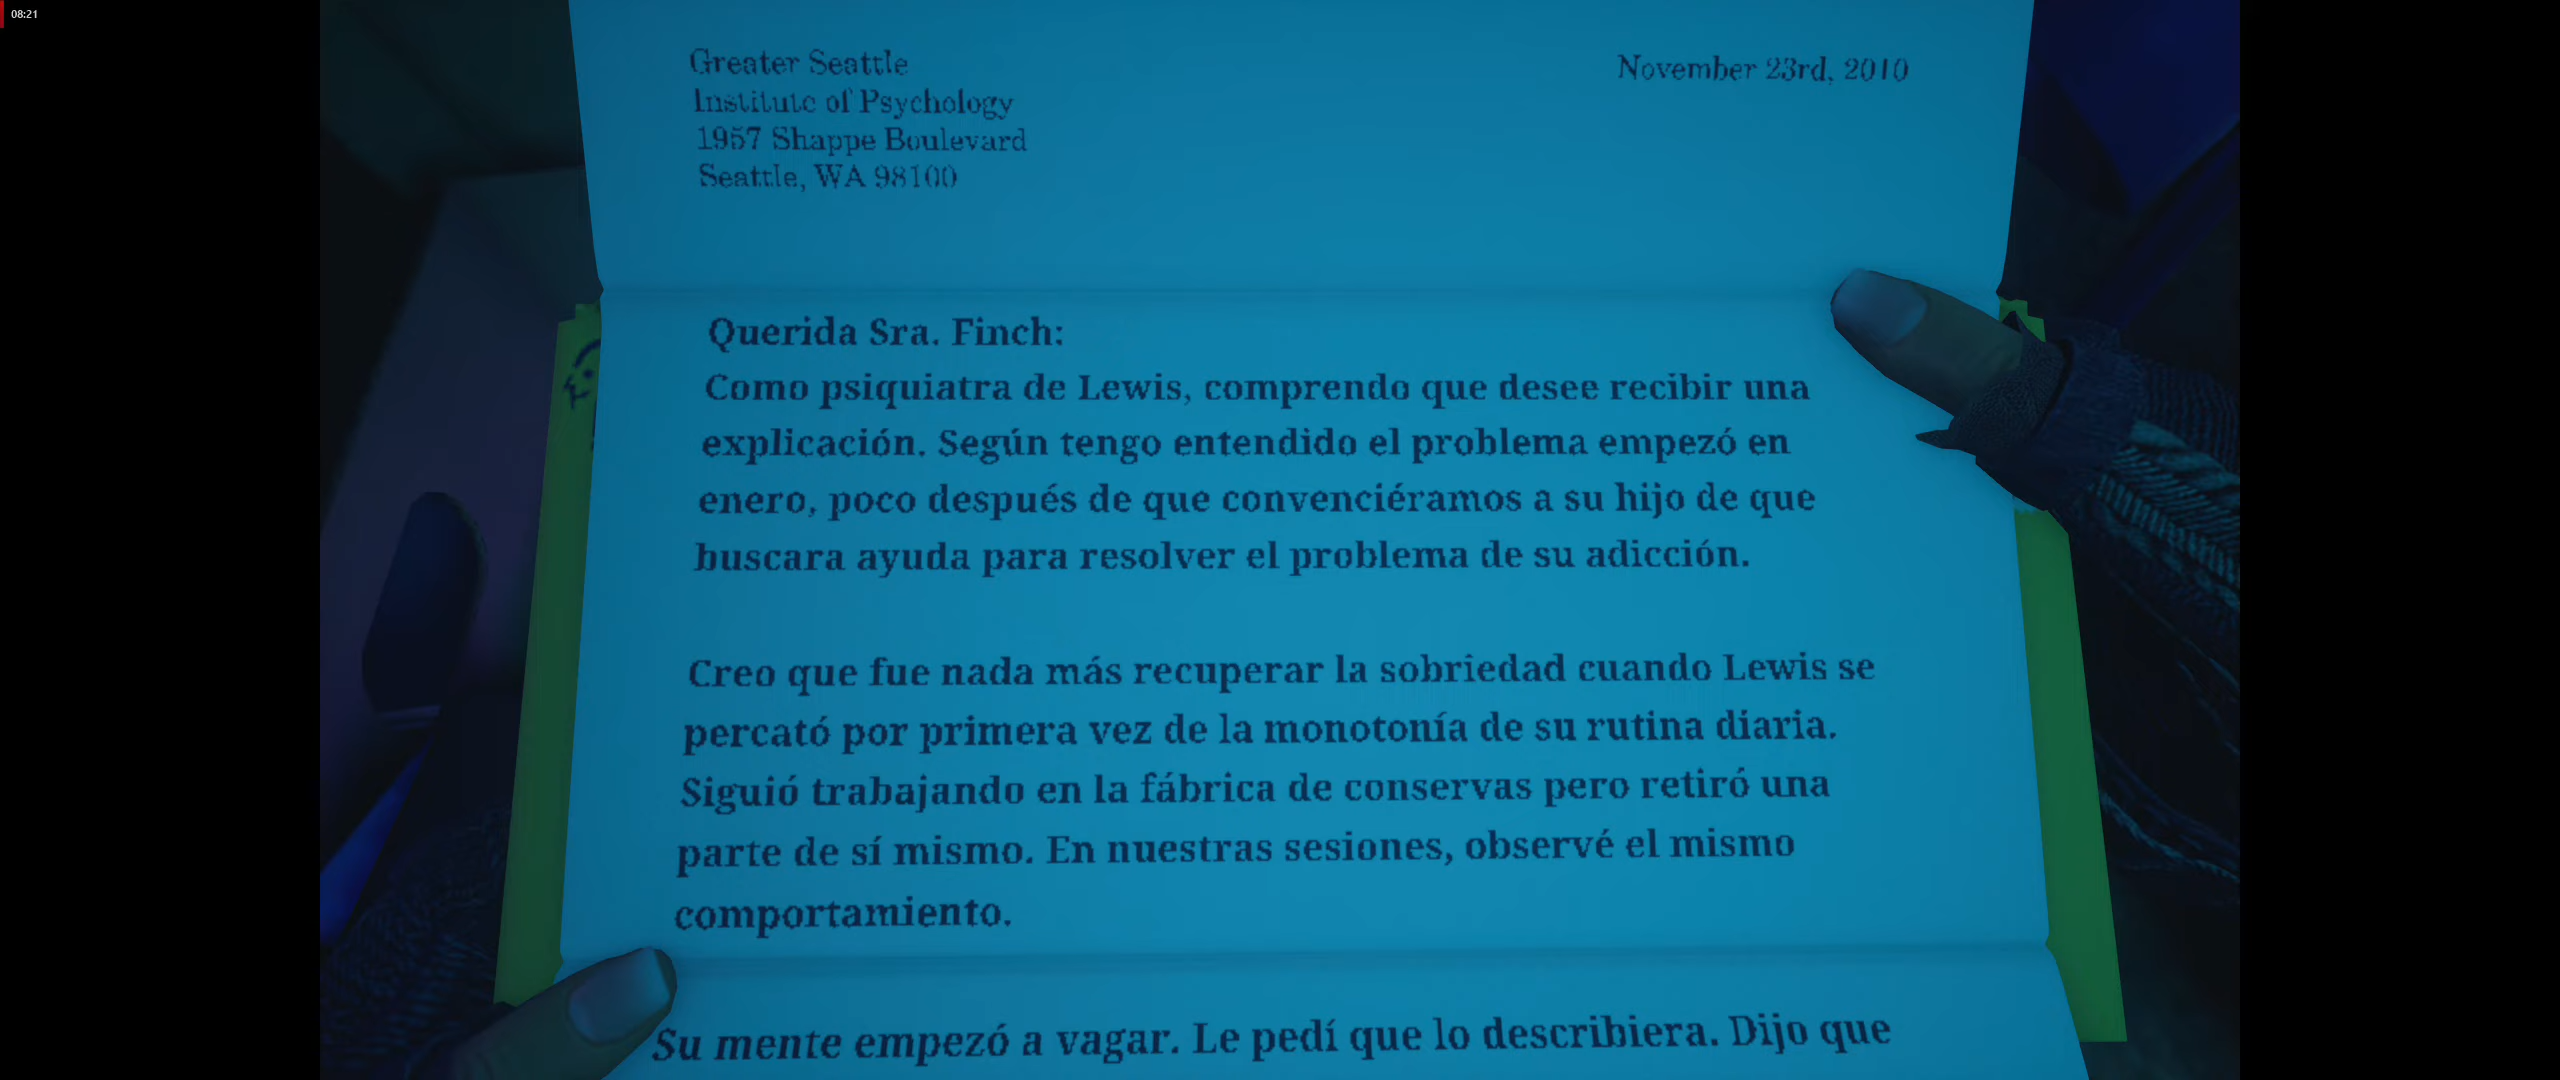 08:21
Greater Seattle
November 23rd, 2010
Institute of Psychology
1957 Shappe Boulevard
Seattle, WA 98100
Querida Sra. Finch:
Como psiquiatra de Lewis, comprendo que desee recibir una
explicación. Según tengo entendido el problema empezó en
enero, poco después de que convenciéramos a su hijo de que
buscara ayuda para resolver el problema de su adicción.
Creo que fue nada más recuperar la sobriedad cuando Lewis se
percató por primera vez de la monotonía de su rutina diaria.
Siguió trabajando en la fábrica de conservas pero retiró una
parte de sí mismo. En nuestras sesiones, observé el mismo
comportamiento.
Su mente empezó a vagar. Le pedí que lo describiera. Dijo que